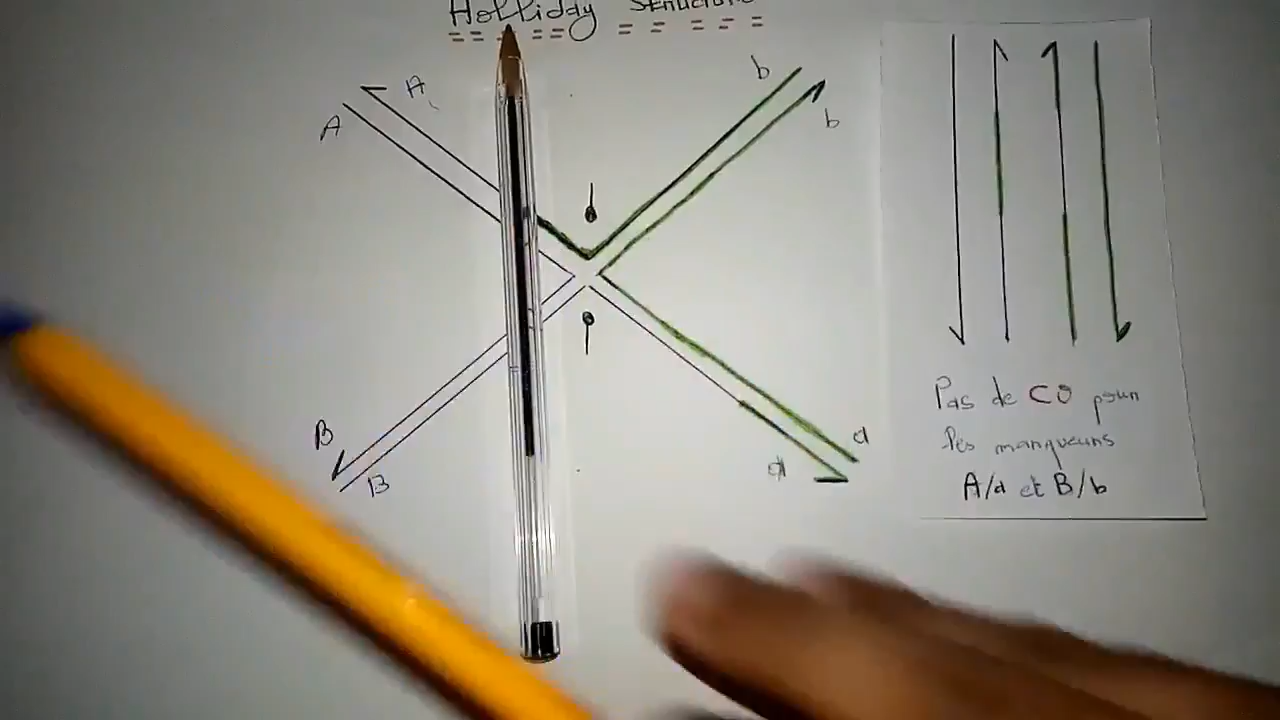 Holliday Structure
A
A
b
b
B
B
a
a
Pas de CO pour
les marqueurs
A/a et B/b